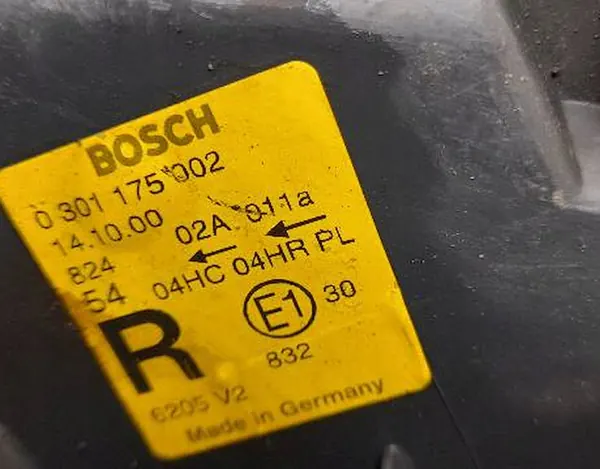 BOSCH
0 301 175 002
14.10.00
824 02A 011a
54 ← ←
04HC 04HR PL
R E1 30
832
6205 V2
Made in Germany